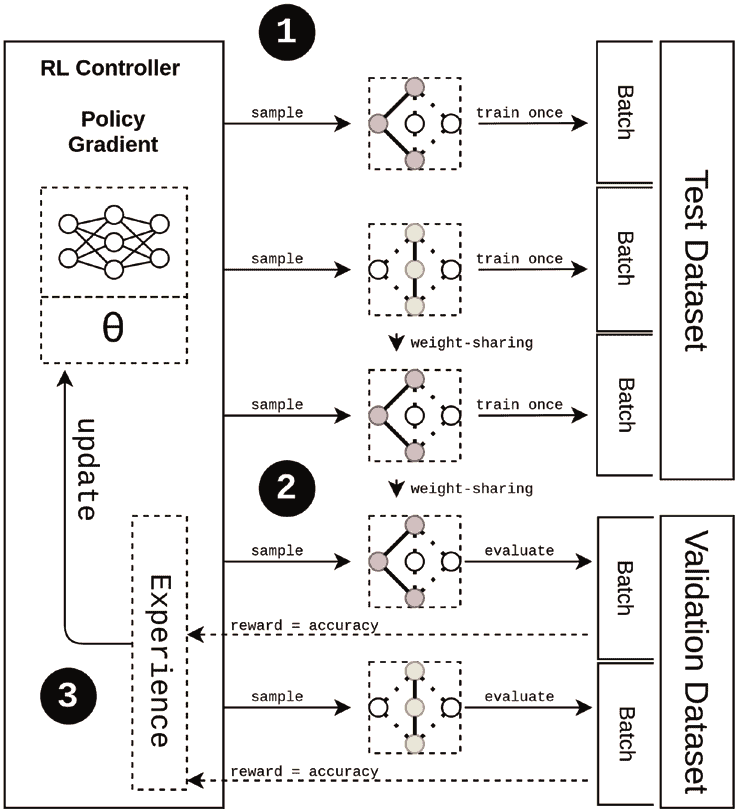 1
RL Controller
Policy
Gradient
θ
update
Experience
3
sample
train once
Batch
sample
train once
Batch
weight-sharing
sample
train once
Batch
Test Dataset
2
weight-sharing
sample
evaluate
Batch
reward = accuracy
sample
evaluate
Batch
reward = accuracy
Validation Dataset